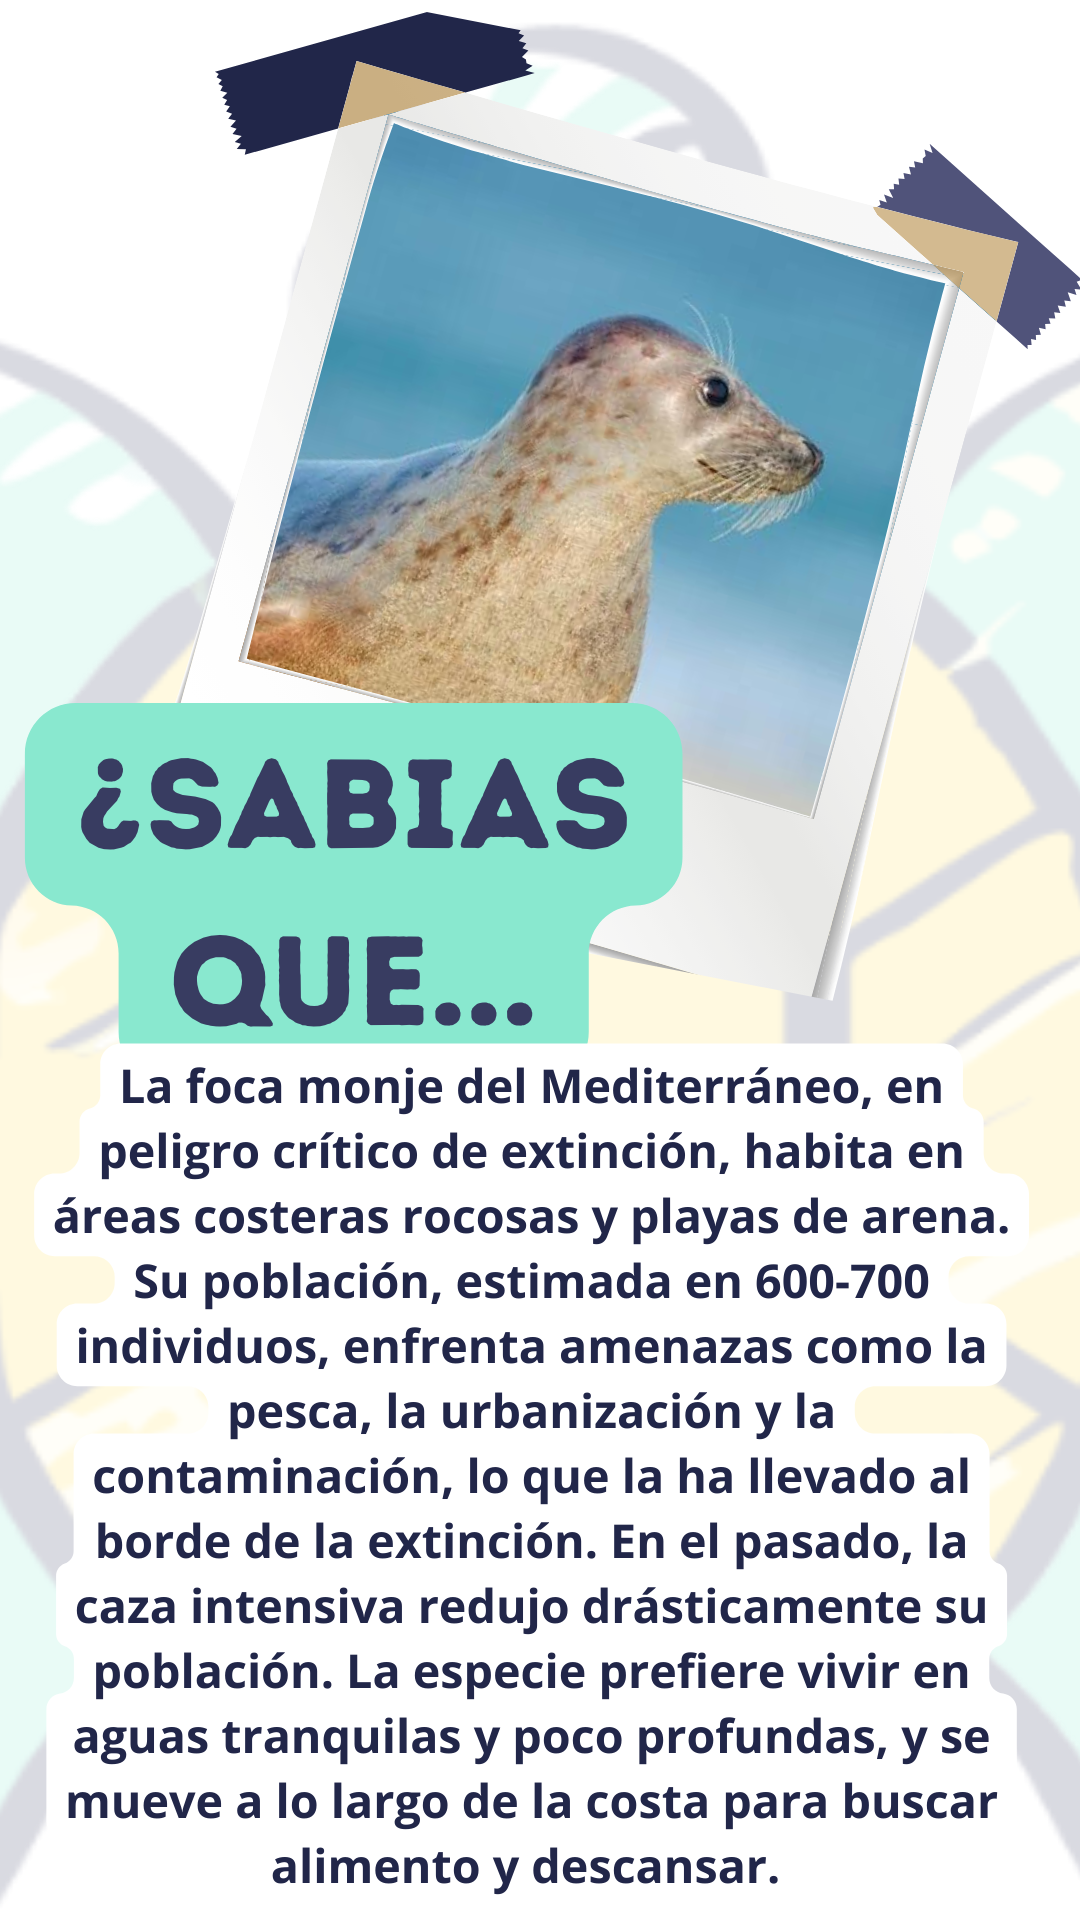 ¿SABIAS
QUE...
La foca monje del Mediterráneo, en
peligro crítico de extinción, habita en
áreas costeras rocosas y playas de arena.
Su población, estimada en 600-700
individuos, enfrenta amenazas como la
pesca, la urbanización y la
contaminación, lo que la ha llevado al
borde de la extinción. En el pasado, la
caza intensiva redujo drásticamente su
población. La especie prefiere vivir en
aguas tranquilas y poco profundas, y se
mueve a lo largo de la costa para buscar
alimento y descansar.